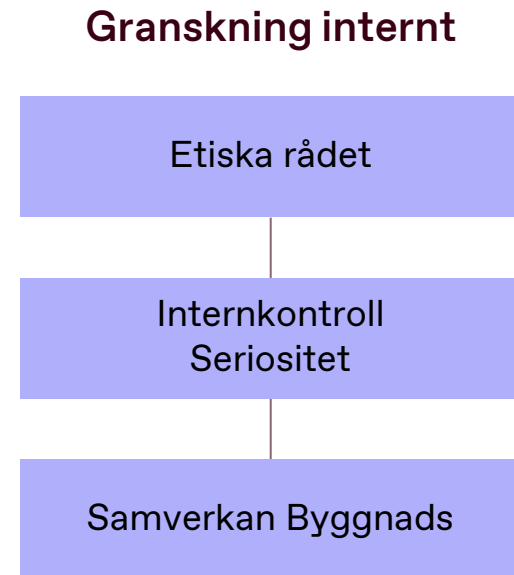 Granskning internt
Etiska rådet
Internkontroll
Seriositet
Samverkan Byggnads